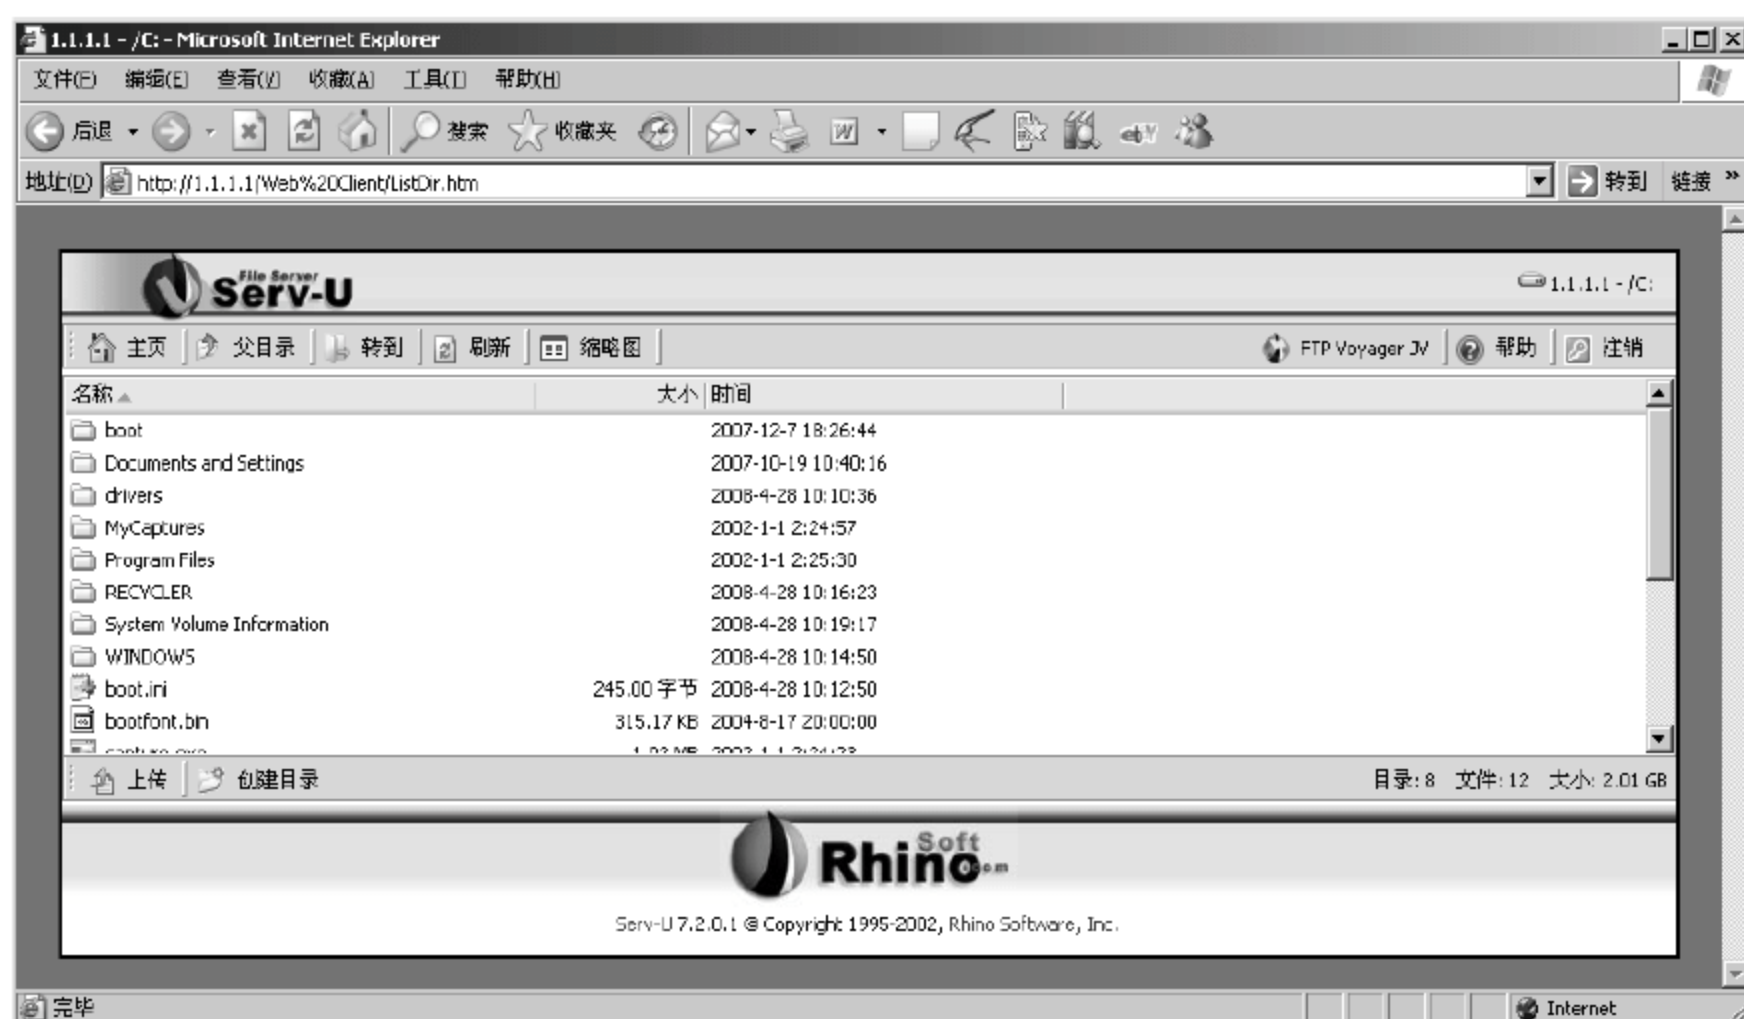 1.1.1.1 - /C: - Microsoft Internet Explorer
文件(F) 编辑(E) 查看(V) 收藏(A) 工具(T) 帮助(H)
后退 搜索 收藏夹
地址(D) http://1.1.1.1/Web%20Client/ListDir.htm 转到 链接 »
File Server
Serv-U 1.1.1.1 - /C:
主页 父目录 转到 刷新 缩略图 FTP Voyager JV 帮助 注销
名称 大小 时间
boot 2007-12-7 18:26:44
Documents and Settings 2007-10-19 10:40:16
drivers 2008-4-28 10:10:36
MyCaptures 2002-1-1 2:24:57
Program Files 2002-1-1 2:25:30
RECYCLER 2008-4-28 10:16:23
System Volume Information 2008-4-28 10:19:17
WINDOWS 2008-4-28 10:14:50
boot.ini 245.00 字节 2008-4-28 10:12:50
bootfont.bin 315.17 KB 2004-8-17 20:00:00
上传 创建目录 目录: 8 文件: 12 大小: 2.01 GB
RhinoSoft.com
Serv-U 7.2.0.1 © Copyright 1995-2002, Rhino Software, Inc.
完毕 Internet